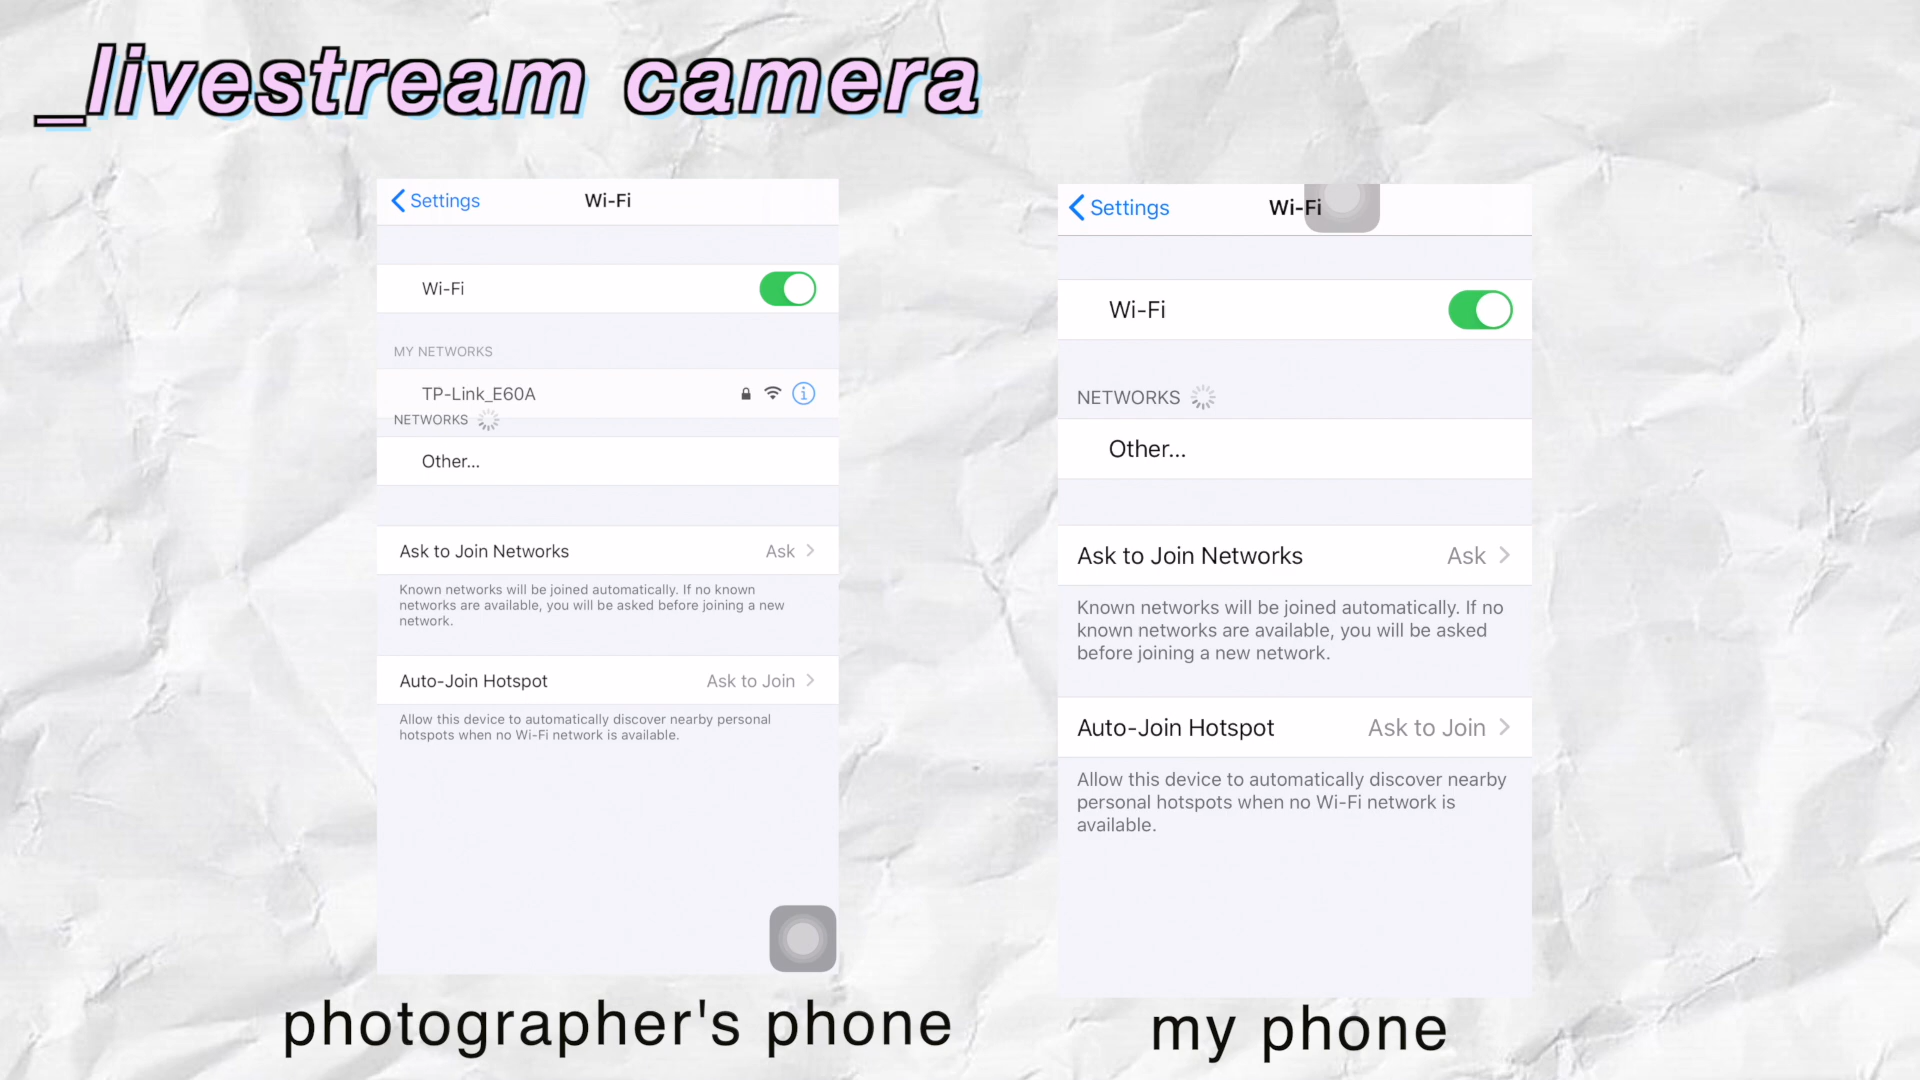 _livestream camera
Settings
Wi-Fi
Wi-Fi
MY NETWORKS
TP-Link_E60A
NETWORKS
Other...
Ask to Join Networks
Ask
Known networks will be joined automatically. If no known
networks are available, you will be asked before joining a new
network.
Auto-Join Hotspot
Ask to Join
Allow this device to automatically discover nearby personal
hotspots when no Wi-Fi network is available.
photographer's phone
Settings
Wi-Fi
Wi-Fi
NETWORKS
Other...
Ask to Join Networks
Ask
Known networks will be joined automatically. If no
known networks are available, you will be asked
before joining a new network.
Auto-Join Hotspot
Ask to Join
Allow this device to automatically discover nearby
personal hotspots when no Wi-Fi network is
available.
my phone